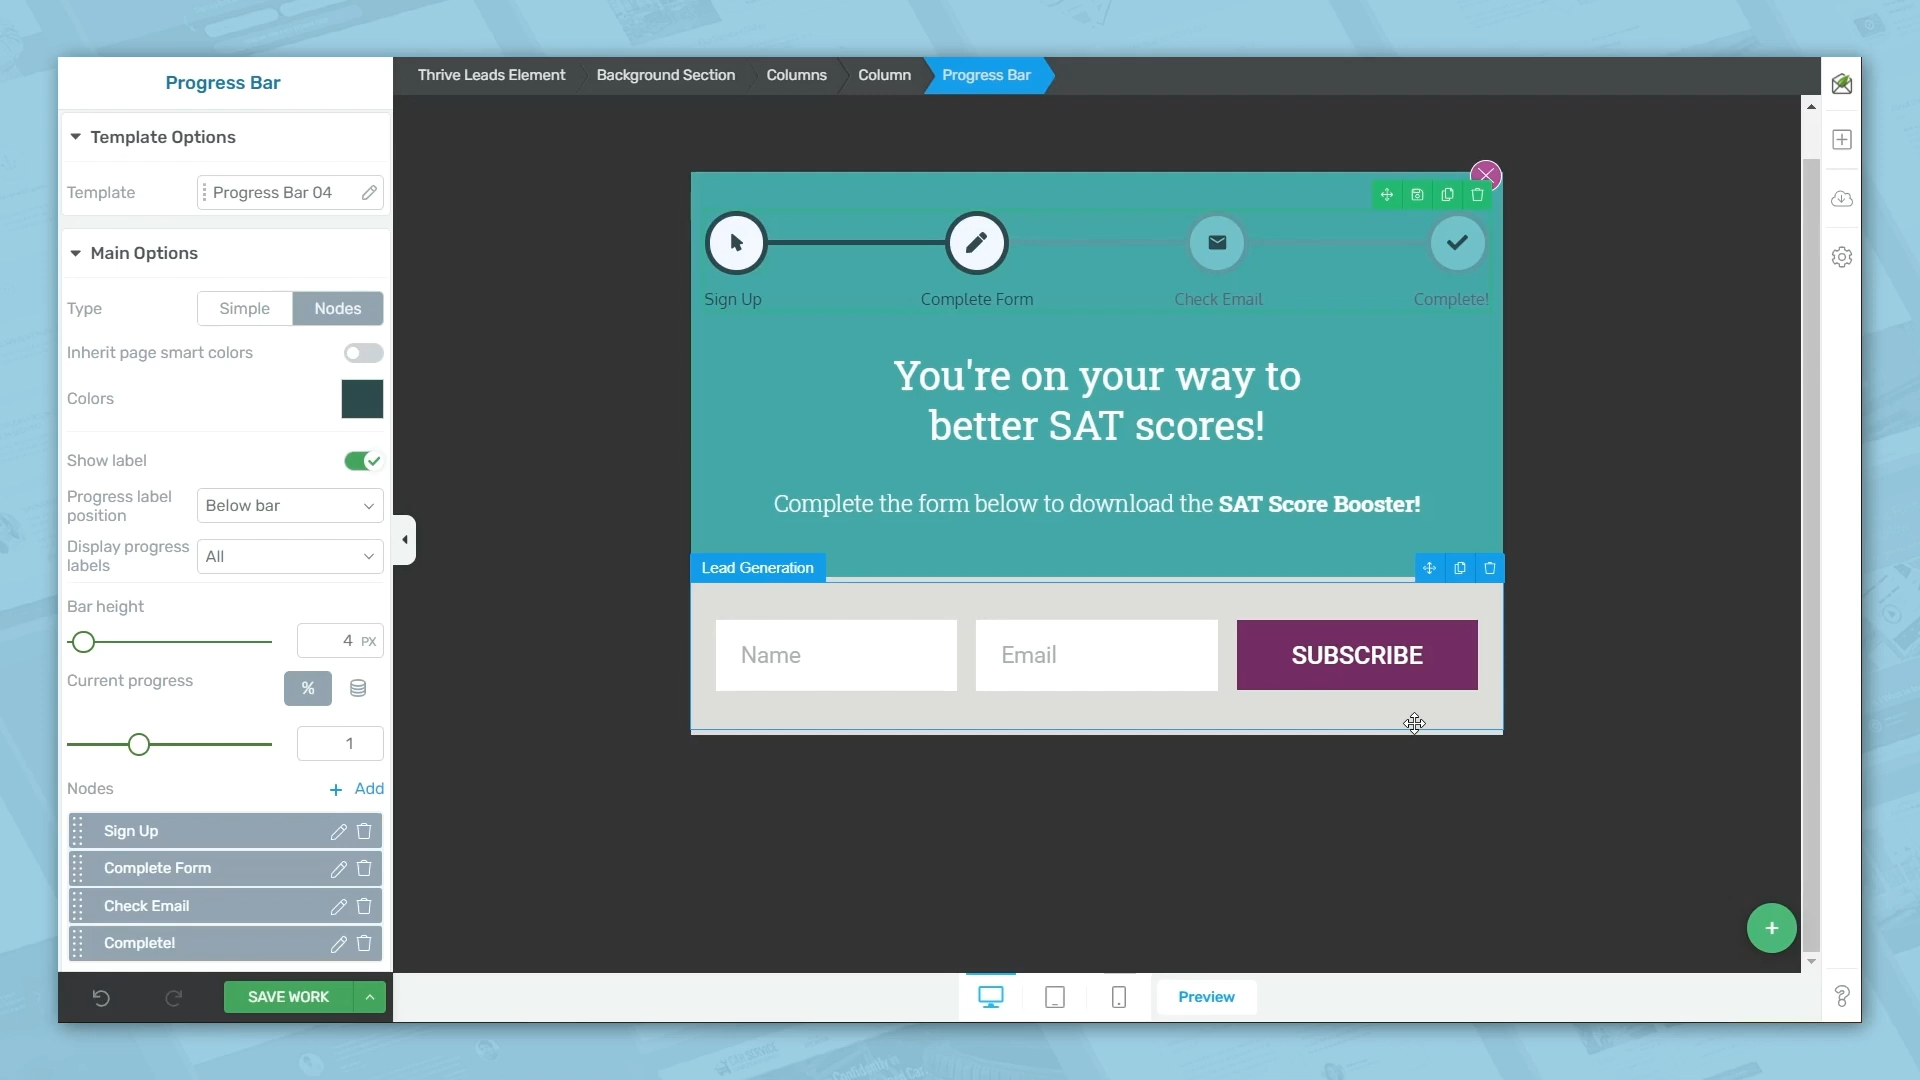 Progress Bar
Thrive Leads Element
Background Section
Columns
Column
Progress Bar
Template Options
Template
Progress Bar 04
Main Options
Type
Simple
Nodes
Inherit page smart colors
Colors
Show label
Progress label
position
Below bar
Display progress
labels
All
Bar height
4 PX
Current progress
%
1
Nodes
+ Add
Sign Up
Complete Form
Check Email
Complete!
SAVE WORK
Sign Up
Complete Form
Check Email
Complete!
You're on your way to
better SAT scores!
Complete the form below to download the SAT Score Booster!
Lead Generation
Name
Email
SUBSCRIBE
Preview